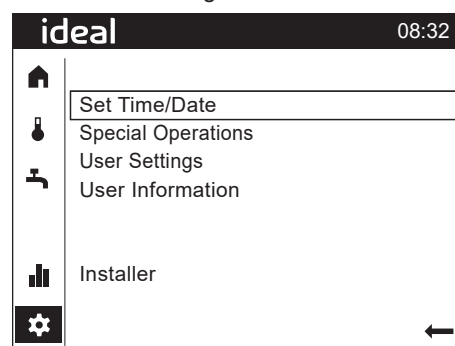 ideal 08:32
Set Time/Date
Special Operations
User Settings
User Information
Installer